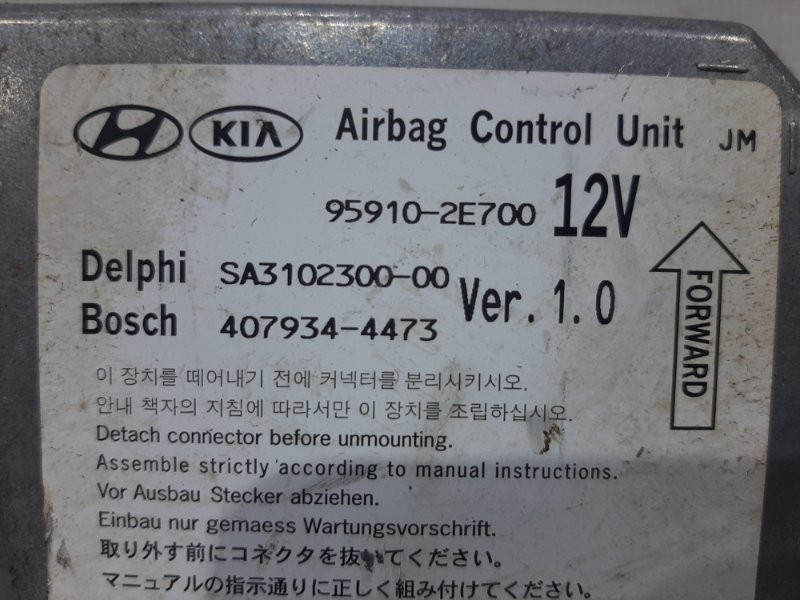 KIA Airbag Control Unit JM
95910-2E700 12V
Delphi SA3102300-00
Bosch 407934-4473 Ver. 1.0
FORWARD
이 장치를 떼어내기 전에 커넥터를 분리시키시오.
안내 책자의 지침에 따라서만 이 장치를 조립하십시오.
Detach connector before unmounting.
Assemble strictly according to manual instructions.
Vor Ausbau Stecker abziehen.
Einbau nur gemaess Wartungsvorschrift.
取り外す前にコネクタを抜いてください。
マニュアルの指示通りに正しく組み付けてください。